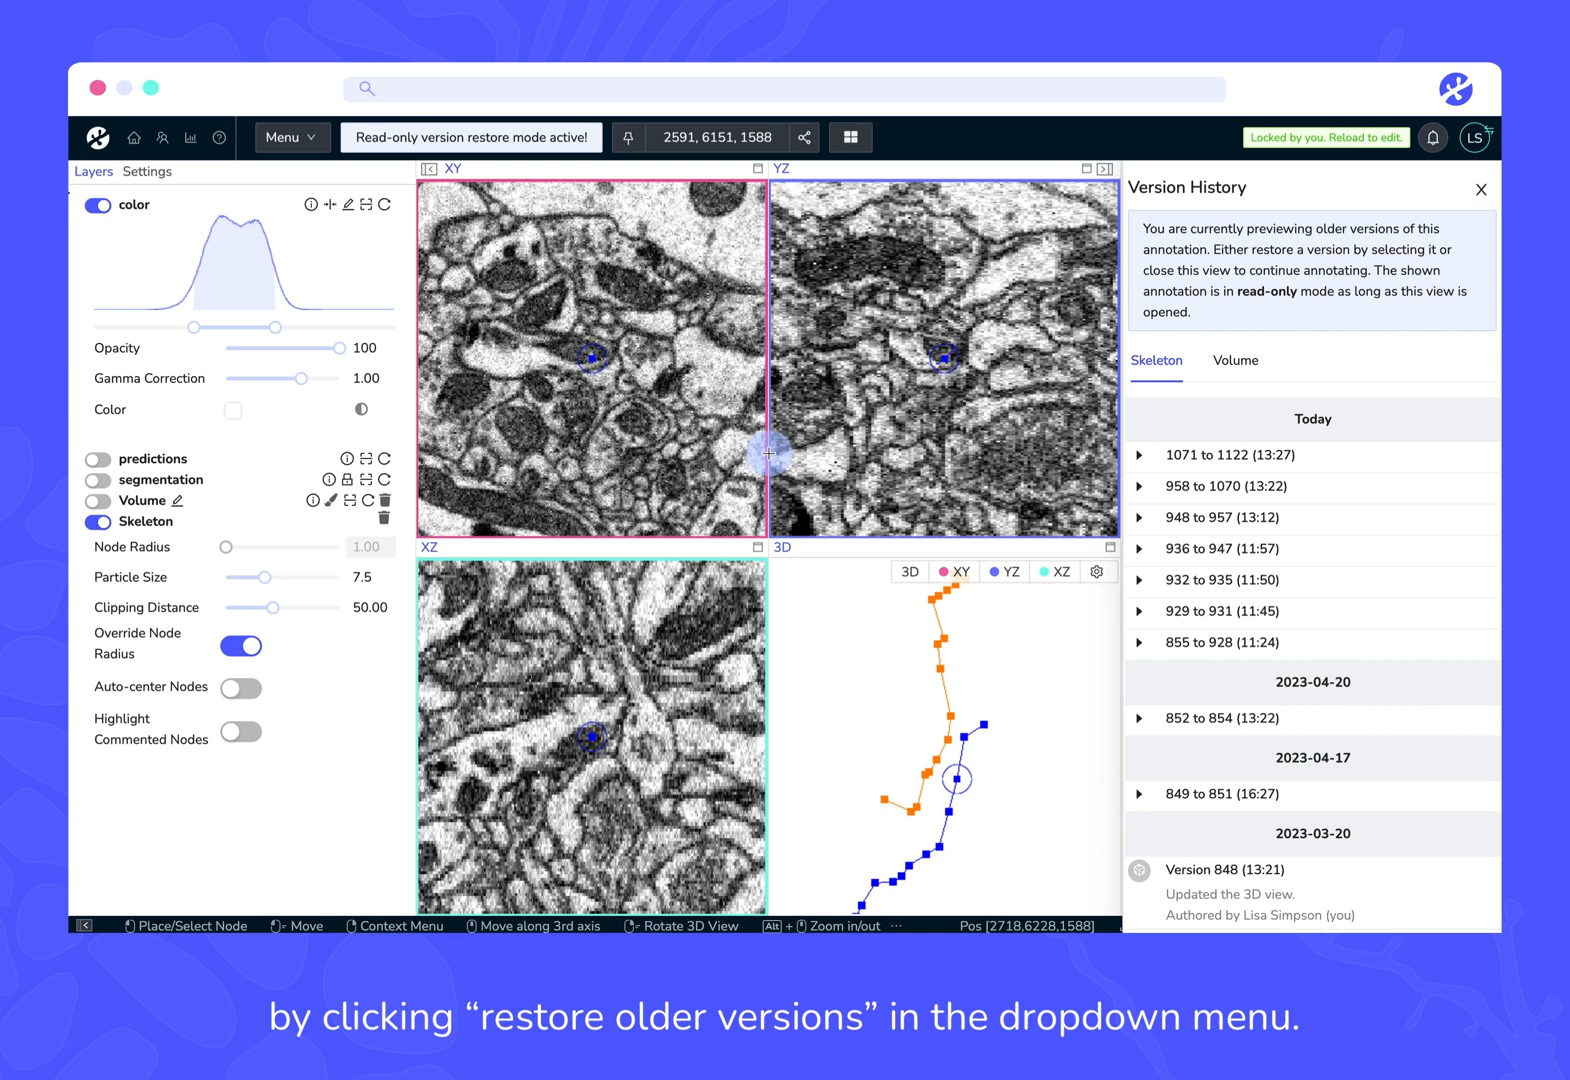 Menu
Read-only version restore mode active!
2591, 6151, 1588
Locked by you. Reload to edit.
LS
Layers Settings
color
Opacity 100
Gamma Correction 1.00
Color
predictions
segmentation
Volume
Skeleton
Node Radius 1.00
Particle Size 7.5
Clipping Distance 50.00
Override Node
Radius
Auto-center Nodes
Highlight
Commented Nodes
XY
YZ
XZ
3D
3D XY YZ XZ
Version History
You are currently previewing older versions of this
annotation. Either restore a version by selecting it or
close this view to continue annotating. The shown
annotation is in read-only mode as long as this view is
opened.
Skeleton Volume
Today
1071 to 1122 (13:27)
958 to 1070 (13:22)
948 to 957 (13:12)
936 to 947 (11:57)
932 to 935 (11:50)
929 to 931 (11:45)
855 to 928 (11:24)
2023-04-20
852 to 854 (13:22)
2023-04-17
849 to 851 (16:27)
2023-03-20
Version 848 (13:21)
Updated the 3D view.
Authored by Lisa Simpson (you)
Place/Select Node Move Context Menu Move along 3rd axis Rotate 3D View Alt + Zoom in/out ··· Pos [2718,6228,1588]
by clicking “restore older versions” in the dropdown menu.